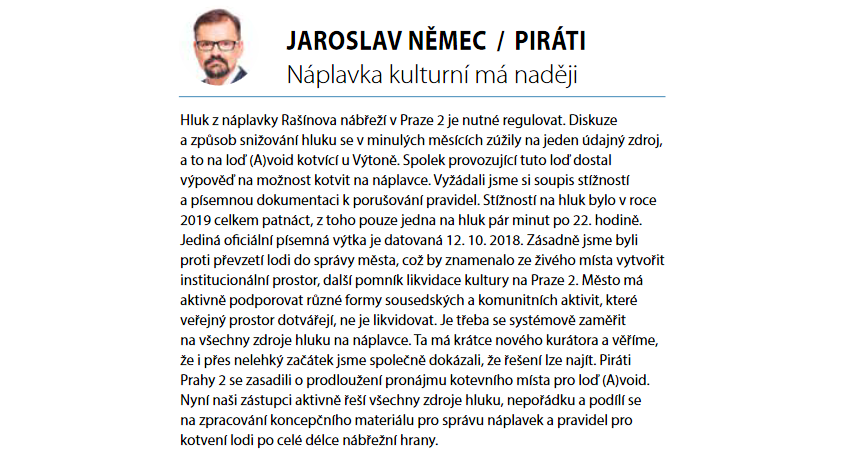 JAROSLAV NĚMEC / PIRÁTI
Náplavka kulturní má naději
Hluk z náplavky Rašínova nábřeží v Praze 2 je nutné regulovat. Diskuze
a způsob snižování hluku se v minulých měsících zúžily na jeden údajný zdroj,
a to na loď (A)void kotvící u Výtoně. Spolek provozující tuto loď dostal
výpověď na možnost kotvit na náplavce. Vyžádali jsme si soupis stížností
a písemnou dokumentaci k porušování pravidel. Stížností na hluk bylo v roce
2019 celkem patnáct, z toho pouze jedna na hluk pár minut po 22. hodině.
Jediná oficiální písemná výtka je datovaná 12. 10. 2018. Zásadně jsme byli
proti převzetí lodi do správy města, což by znamenalo ze živého místa vytvořit
institucionální prostor, další pomník likvidace kultury na Praze 2. Město má
aktivně podporovat různé formy sousedských a komunitních aktivit, které
veřejný prostor dotvářejí, ne je likvidovat. Je třeba se systémově zaměřit
na všechny zdroje hluku na náplavce. Ta má krátce nového kurátora a věříme,
že i přes nelehký začátek jsme společně dokázali, že řešení lze najít. Piráti
Prahy 2 se zasadili o prodloužení pronájmu kotevního místa pro loď (A)void.
Nyní naši zástupci aktivně řeší všechny zdroje hluku, nepořádku a podílí se
na zpracování koncepčního materiálu pro správu náplavek a pravidel pro
kotvení lodi po celé délce nábřežní hrany.